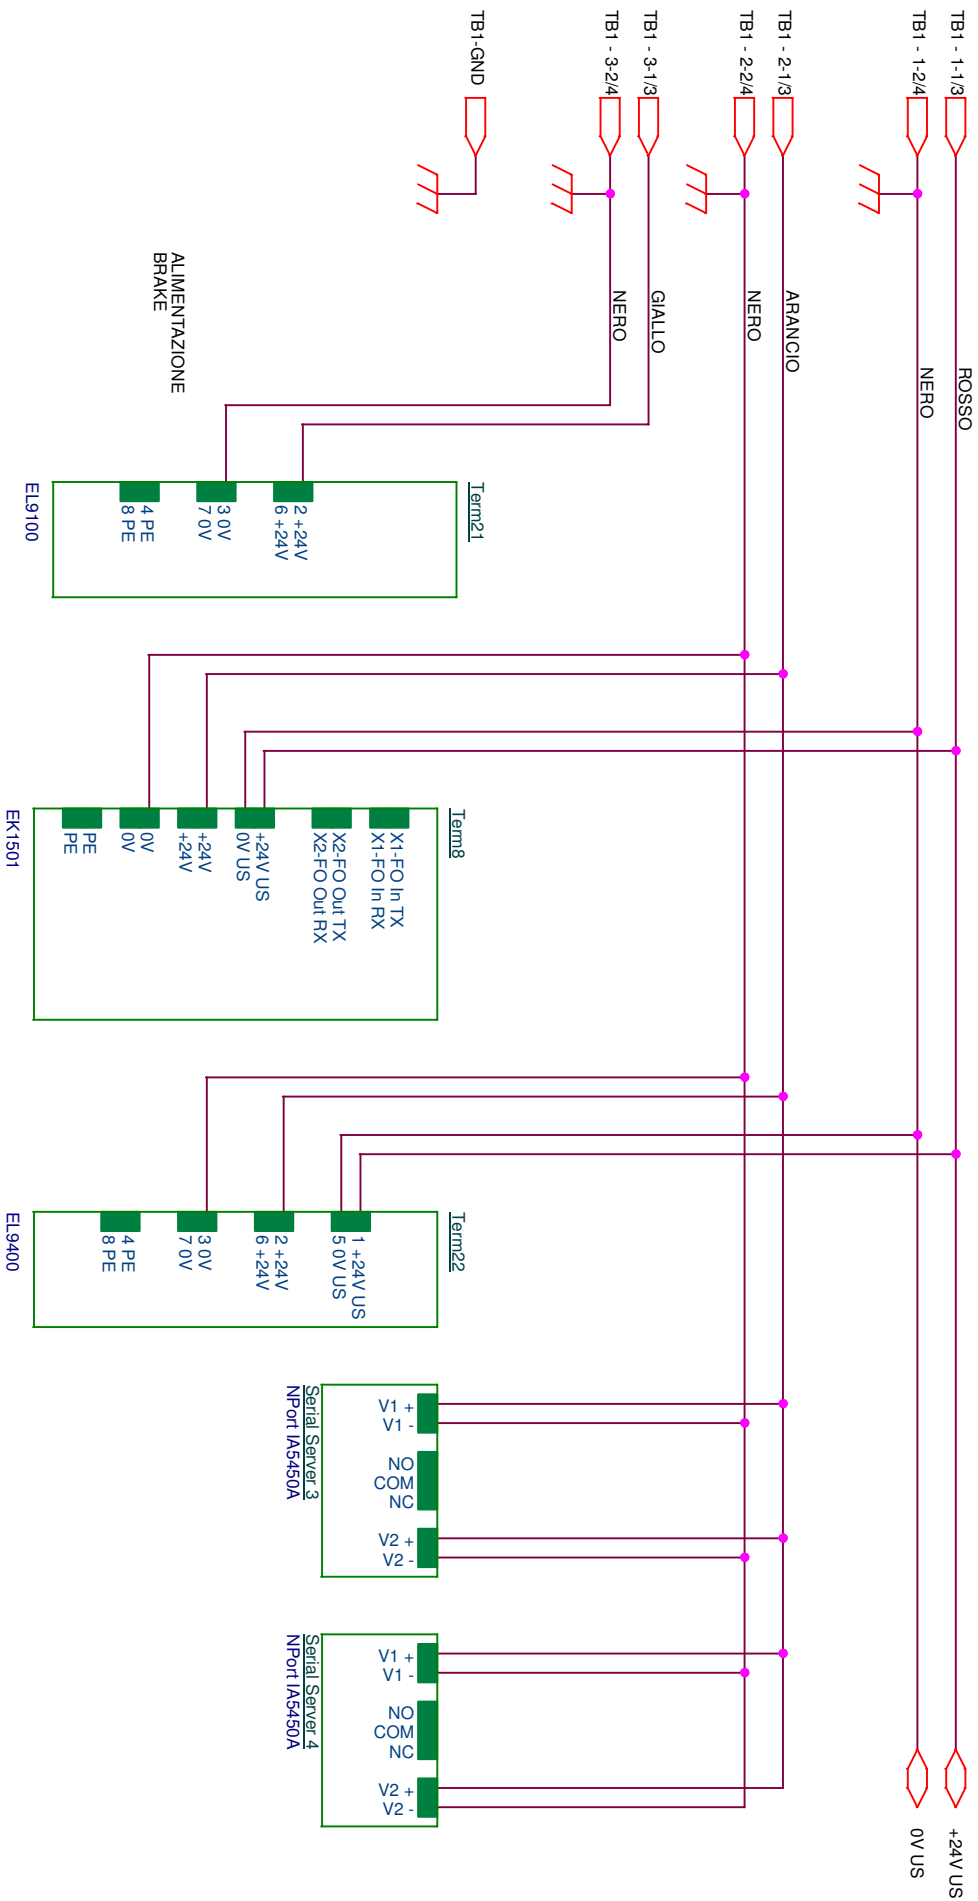 TB1 - 1-1/3
TB1 - 1-2/4
TB1 - 2-1/3
TB1 - 2-2/4
TB1 - 3-1/3
TB1 - 3-2/4
TB1-GND
ROSSO
NERO
ARANCIO
NERO
GIALLO
NERO
ALIMENTAZIONE
BRAKE
Term21
2 +24V
6 +24V
3 0V
7 0V
4 PE
8 PE
EL9100
Term8
X1-FO In TX
X1-FO In RX
X2-FO Out TX
X2-FO Out RX
+24V US
0V US
+24V
+24V
0V
0V
PE
PE
EK1501
Term22
1 +24V US
5 0V US
2 +24V
6 +24V
3 0V
7 0V
4 PE
8 PE
EL9400
Serial Server 3
NPort IA5450A
V1 +
V1 -
NO
COM
NC
V2 +
V2 -
Serial Server 4
NPort IA5450A
V1 +
V1 -
NO
COM
NC
V2 +
V2 -
+24V US
0V US